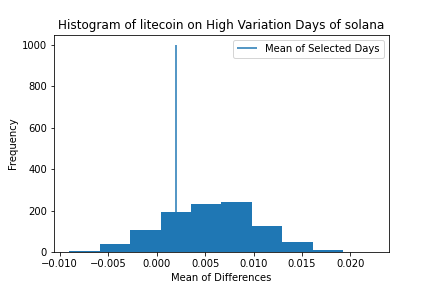 Histogram of litecoin on High Variation Days of solana
Mean of Selected Days
Frequency
1000
800
600
400
200
0
-0.010 -0.005 0.000 0.005 0.010 0.015 0.020
Mean of Differences